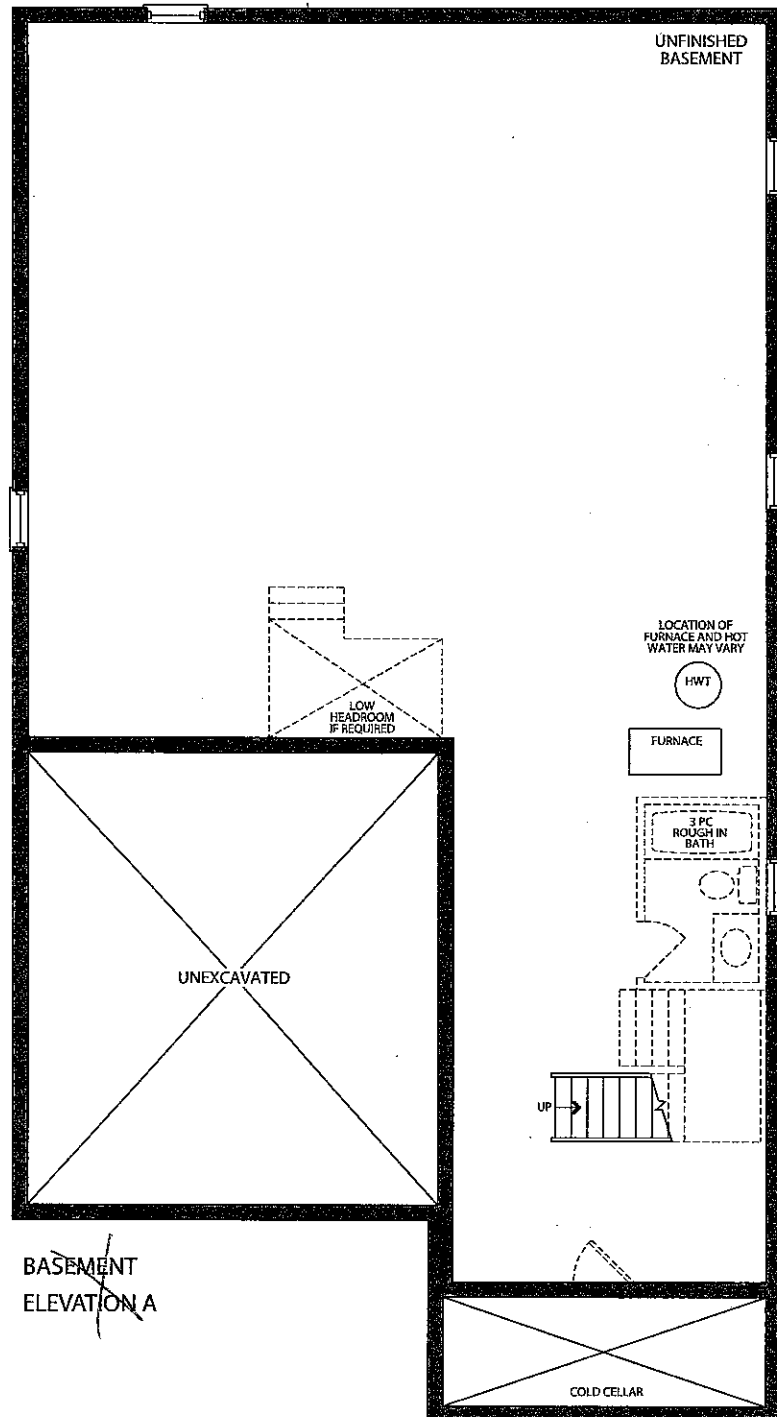 UNFINISHED
BASEMENT
LOCATION OF
FURNACE AND HOT
WATER MAY VARY
HWT
LOW
HEADROOM
IF REQUIRED
FURNACE
3 PC
ROUGH IN
BATH
UNEXCAVATED
UP
BASEMENT
ELEVATION A
COLD CELLAR